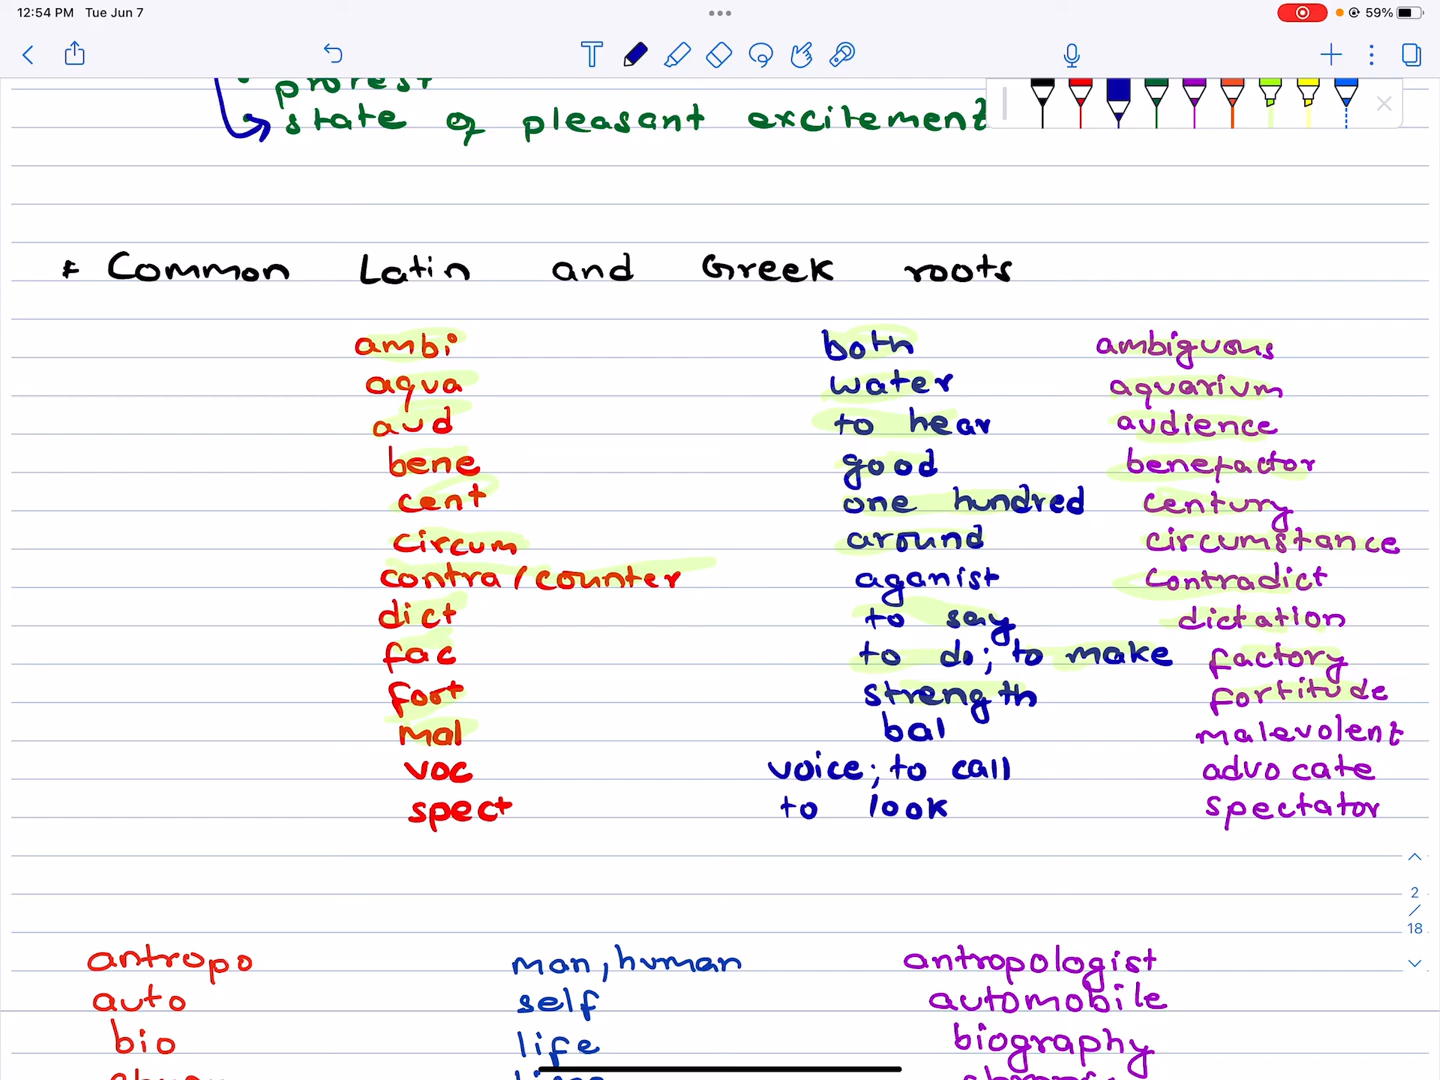 12:54 PM Tue Jun 7
59%
protest
state of pleasant excitement
Common Latin and Greek roots
ambi both ambiguous
aqua water aquarium
aud to hear audience
bene good benefactor
cent one hundred century
circum around circumstance
contra/counter aganist contradict
dict to say dictation
fac to do; to make factory
fort strength fortitude
mal bal malevolent
voc voice; to call advocate
spect to look spectator
2
/
18
antropo man, human antropologist
auto self automobile
bio life biography